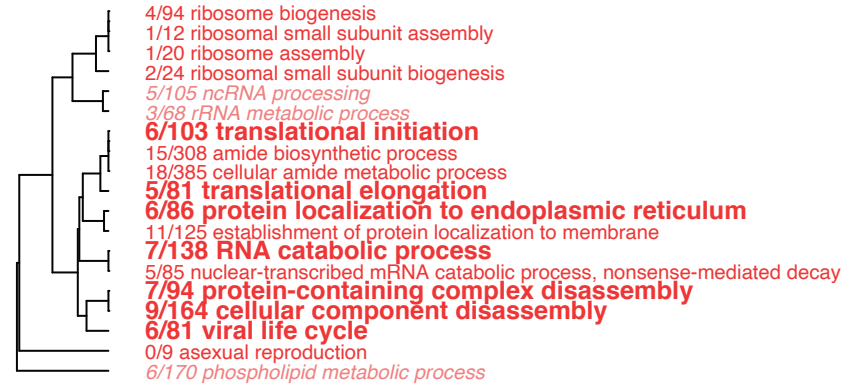 4/94 ribosome biogenesis
1/12 ribosomal small subunit assembly
1/20 ribosome assembly
2/24 ribosomal small subunit biogenesis
5/105 ncRNA processing
3/68 rRNA metabolic process
6/103 translational initiation
15/308 amide biosynthetic process
18/385 cellular amide metabolic process
5/81 translational elongation
6/86 protein localization to endoplasmic reticulum
11/125 establishment of protein localization to membrane
7/138 RNA catabolic process
5/85 nuclear-transcribed mRNA catabolic process, nonsense-mediated decay
7/94 protein-containing complex disassembly
9/164 cellular component disassembly
6/81 viral life cycle
0/9 asexual reproduction
6/170 phospholipid metabolic process